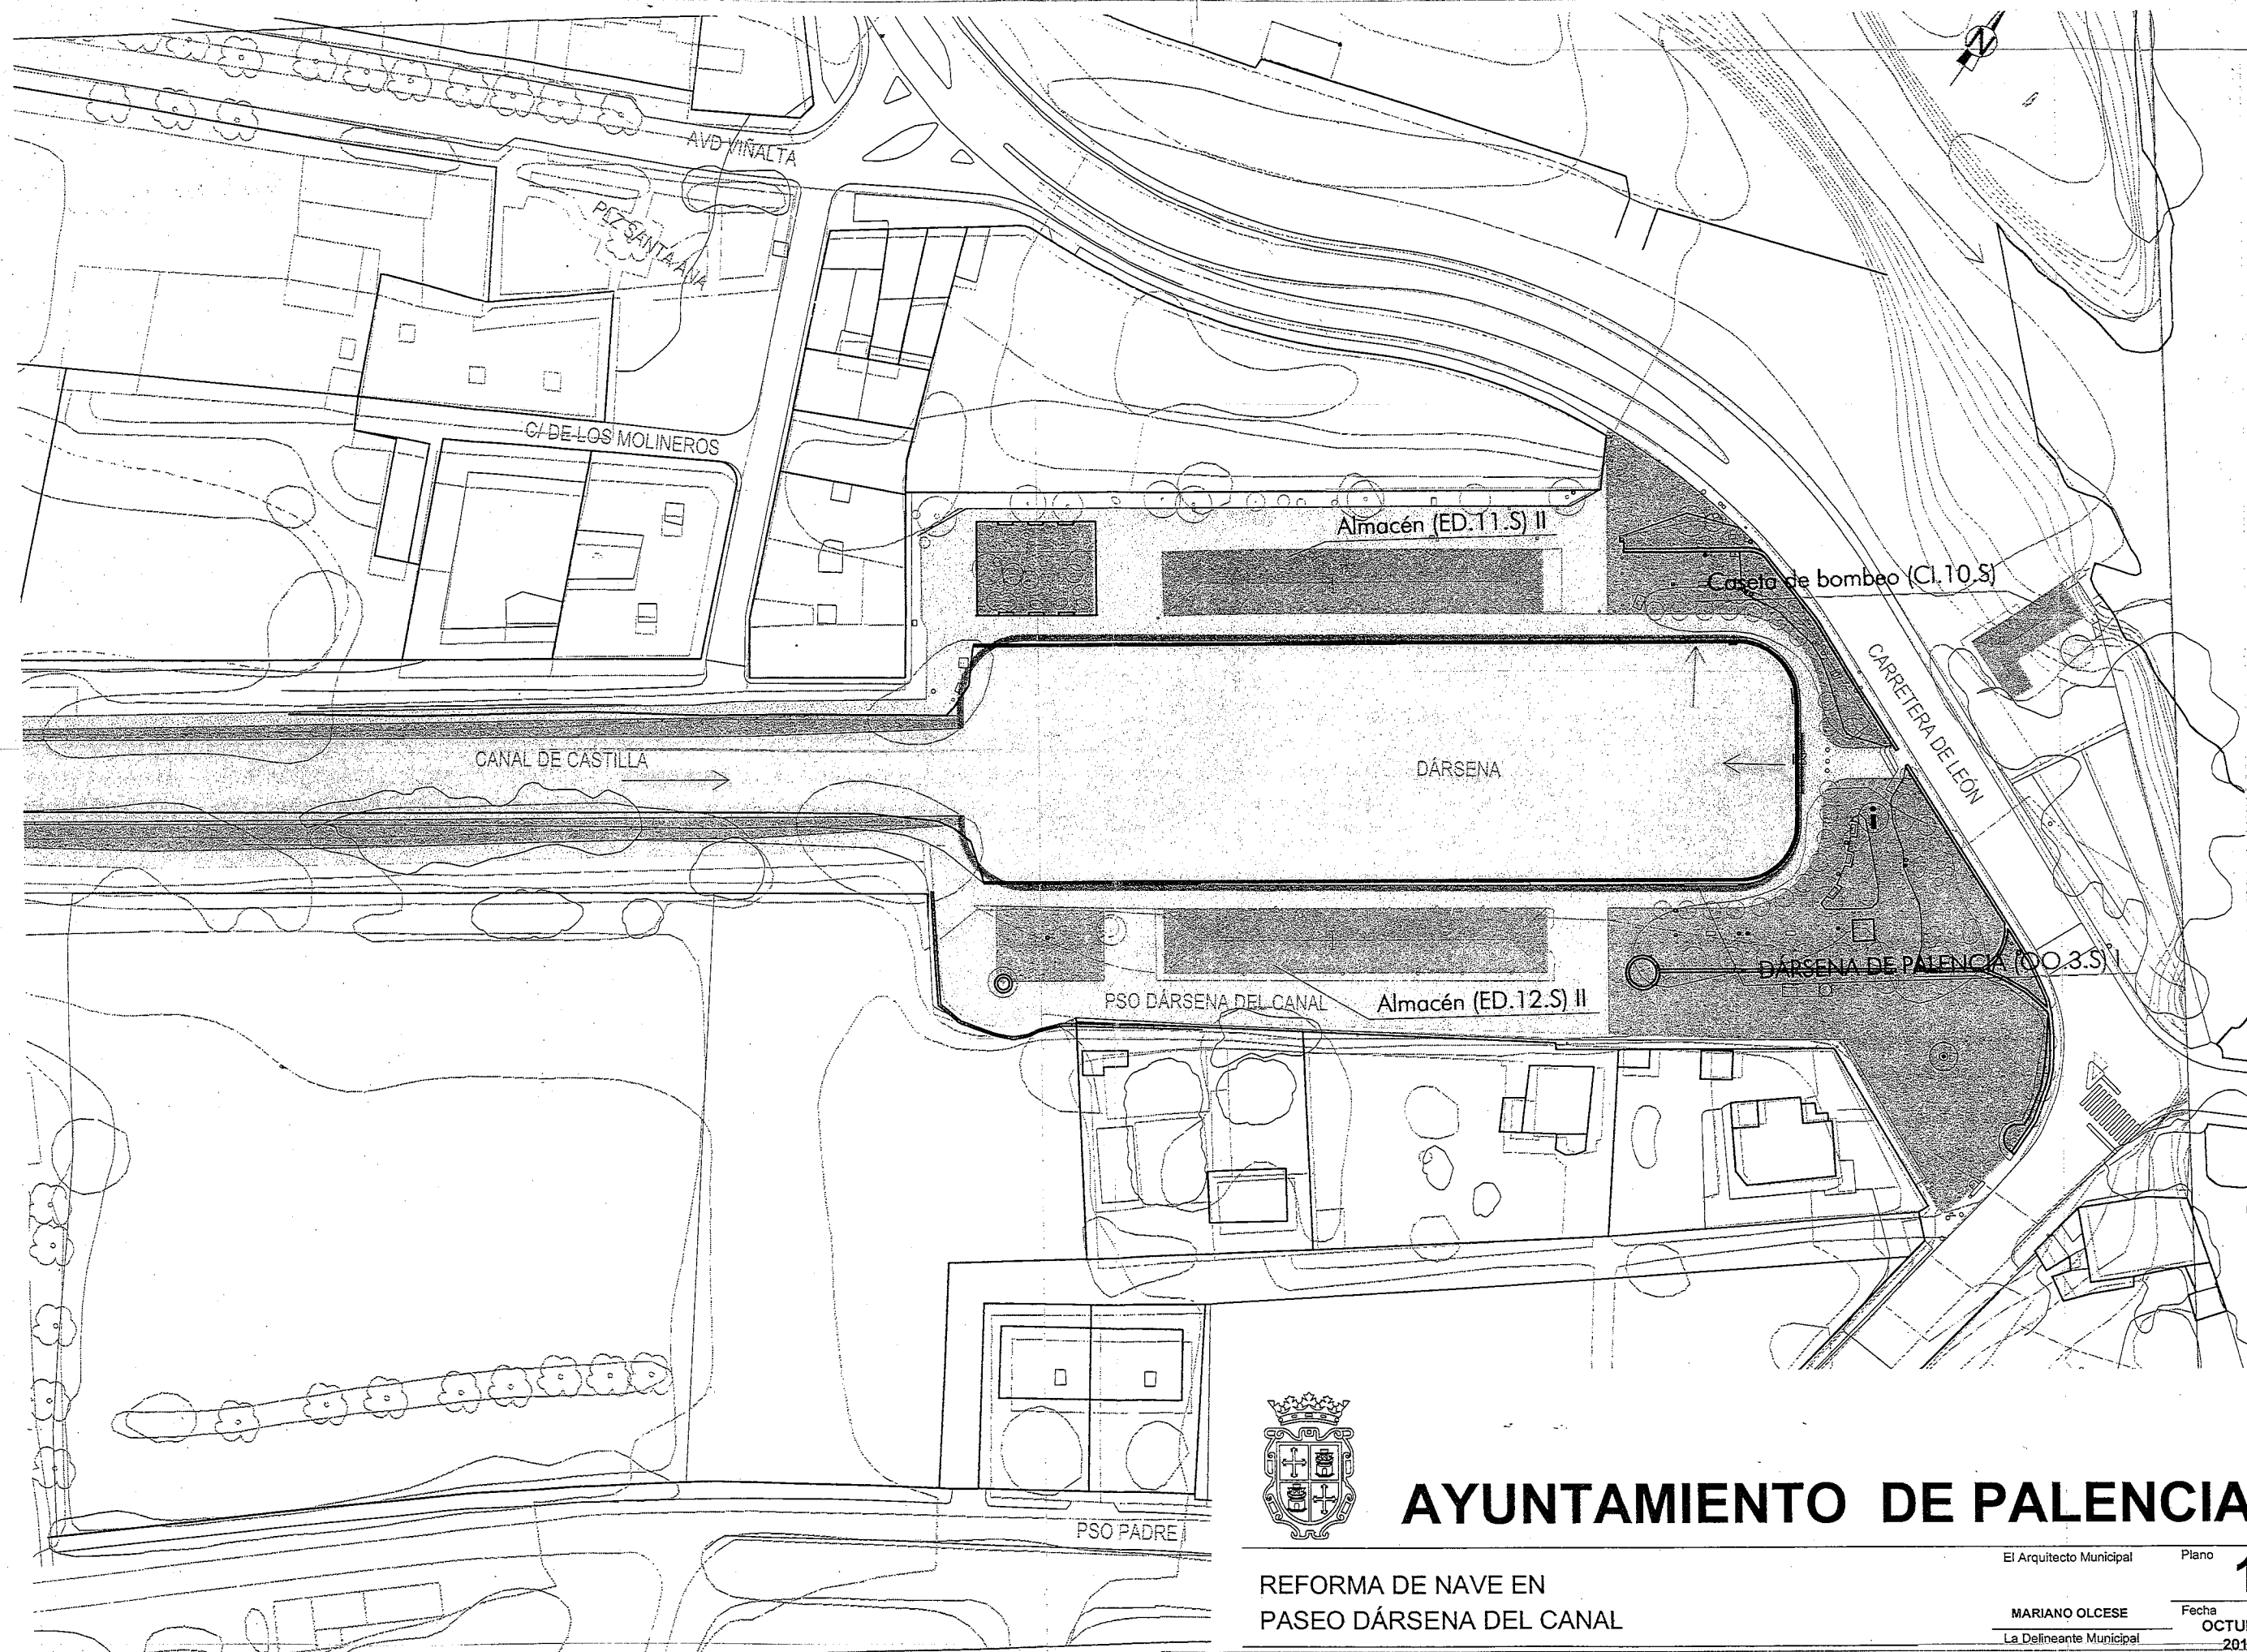 N
AVD VIÑALTA
PLZ SANTA ANA
C/ DE LOS MOLINEROS
Almacén (ED.11.S) II
Caseta de bombeo (CI.10.S)
CARRETERA DE LEÓN
CANAL DE CASTILLA
DÁRSENA
i
DÁRSENA DE PALENCIA (OO.3.S) I
PSO DÁRSENA DEL CANAL
Almacén (ED.12.S) II
PSO PADRE
AYUNTAMIENTO DE PALENCIA
El Arquitecto Municipal
Plano
1
REFORMA DE NAVE EN
PASEO DÁRSENA DEL CANAL
MARIANO OLCESE
Fecha
OCTU
La Delineante Municipal
201